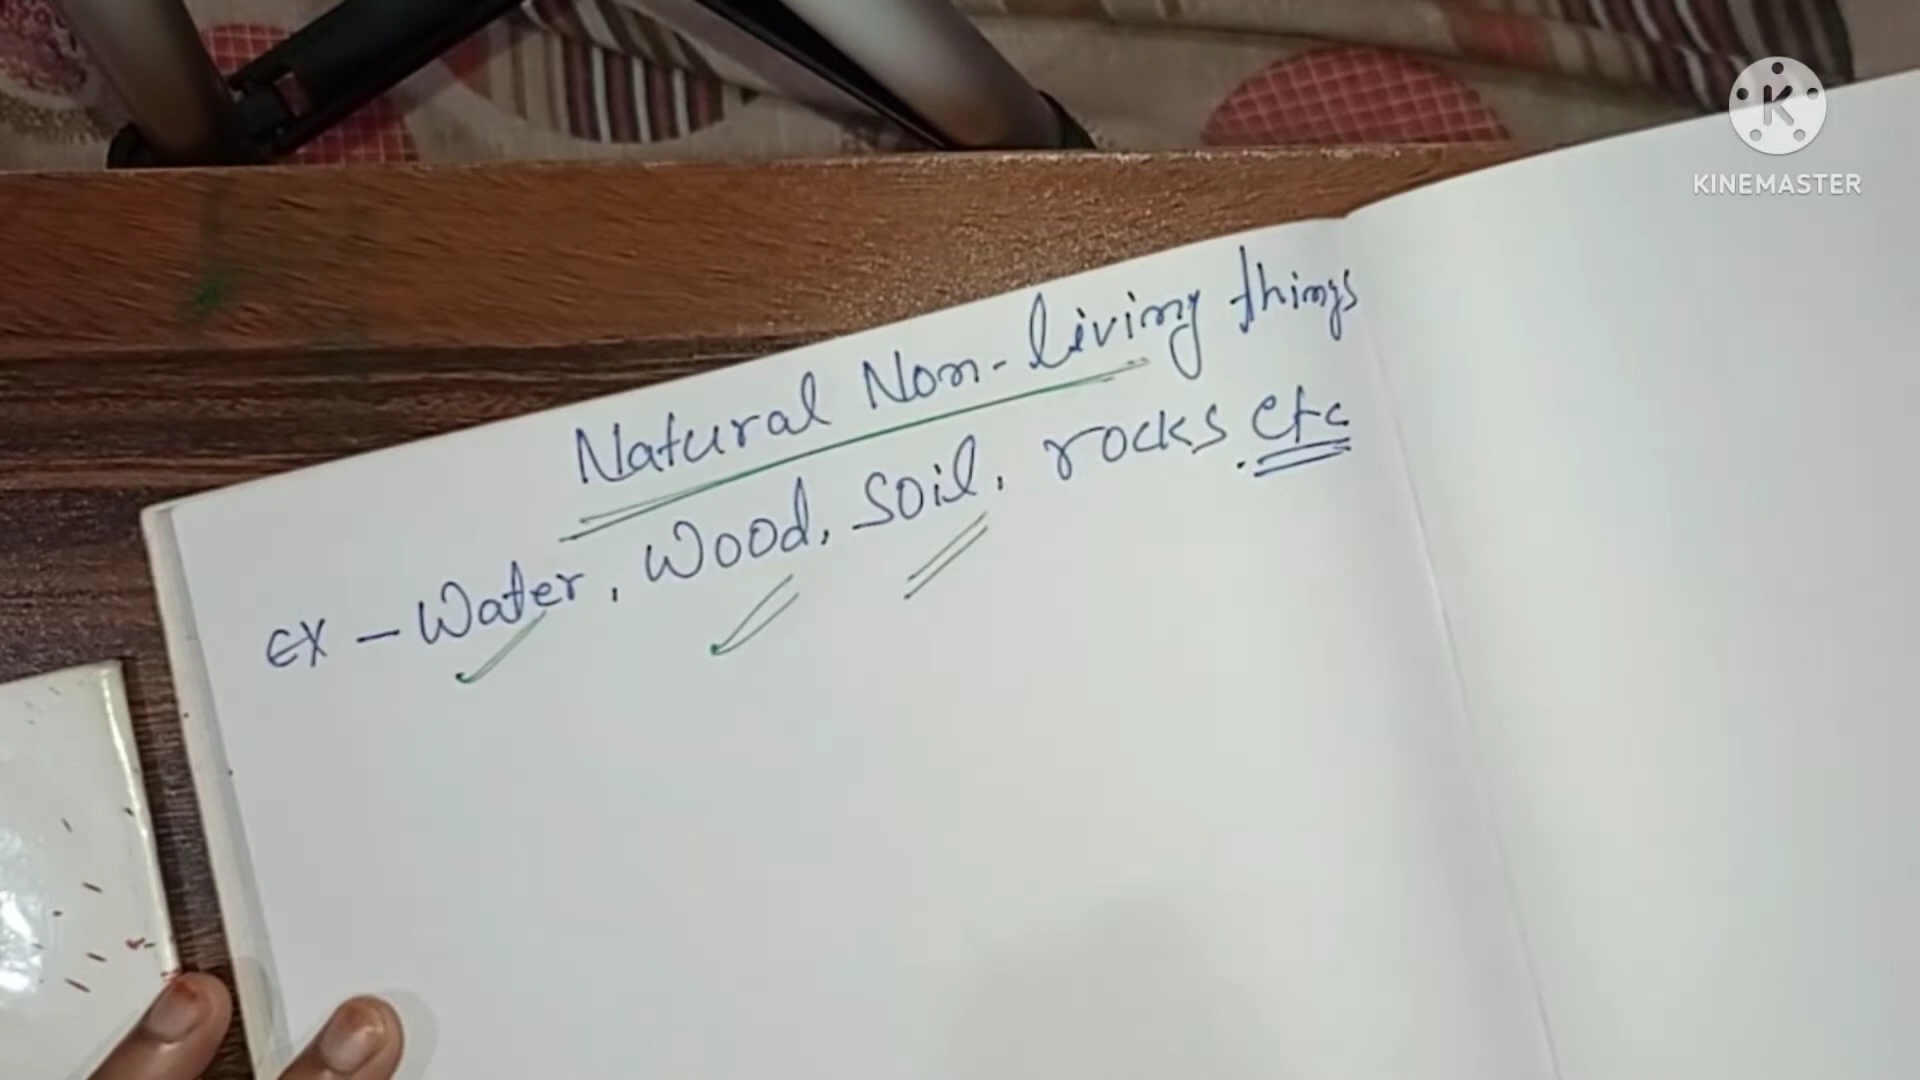 Natural Non-living things
Ex - Water, Wood, Soil, rocks. etc
K
KINEMASTER